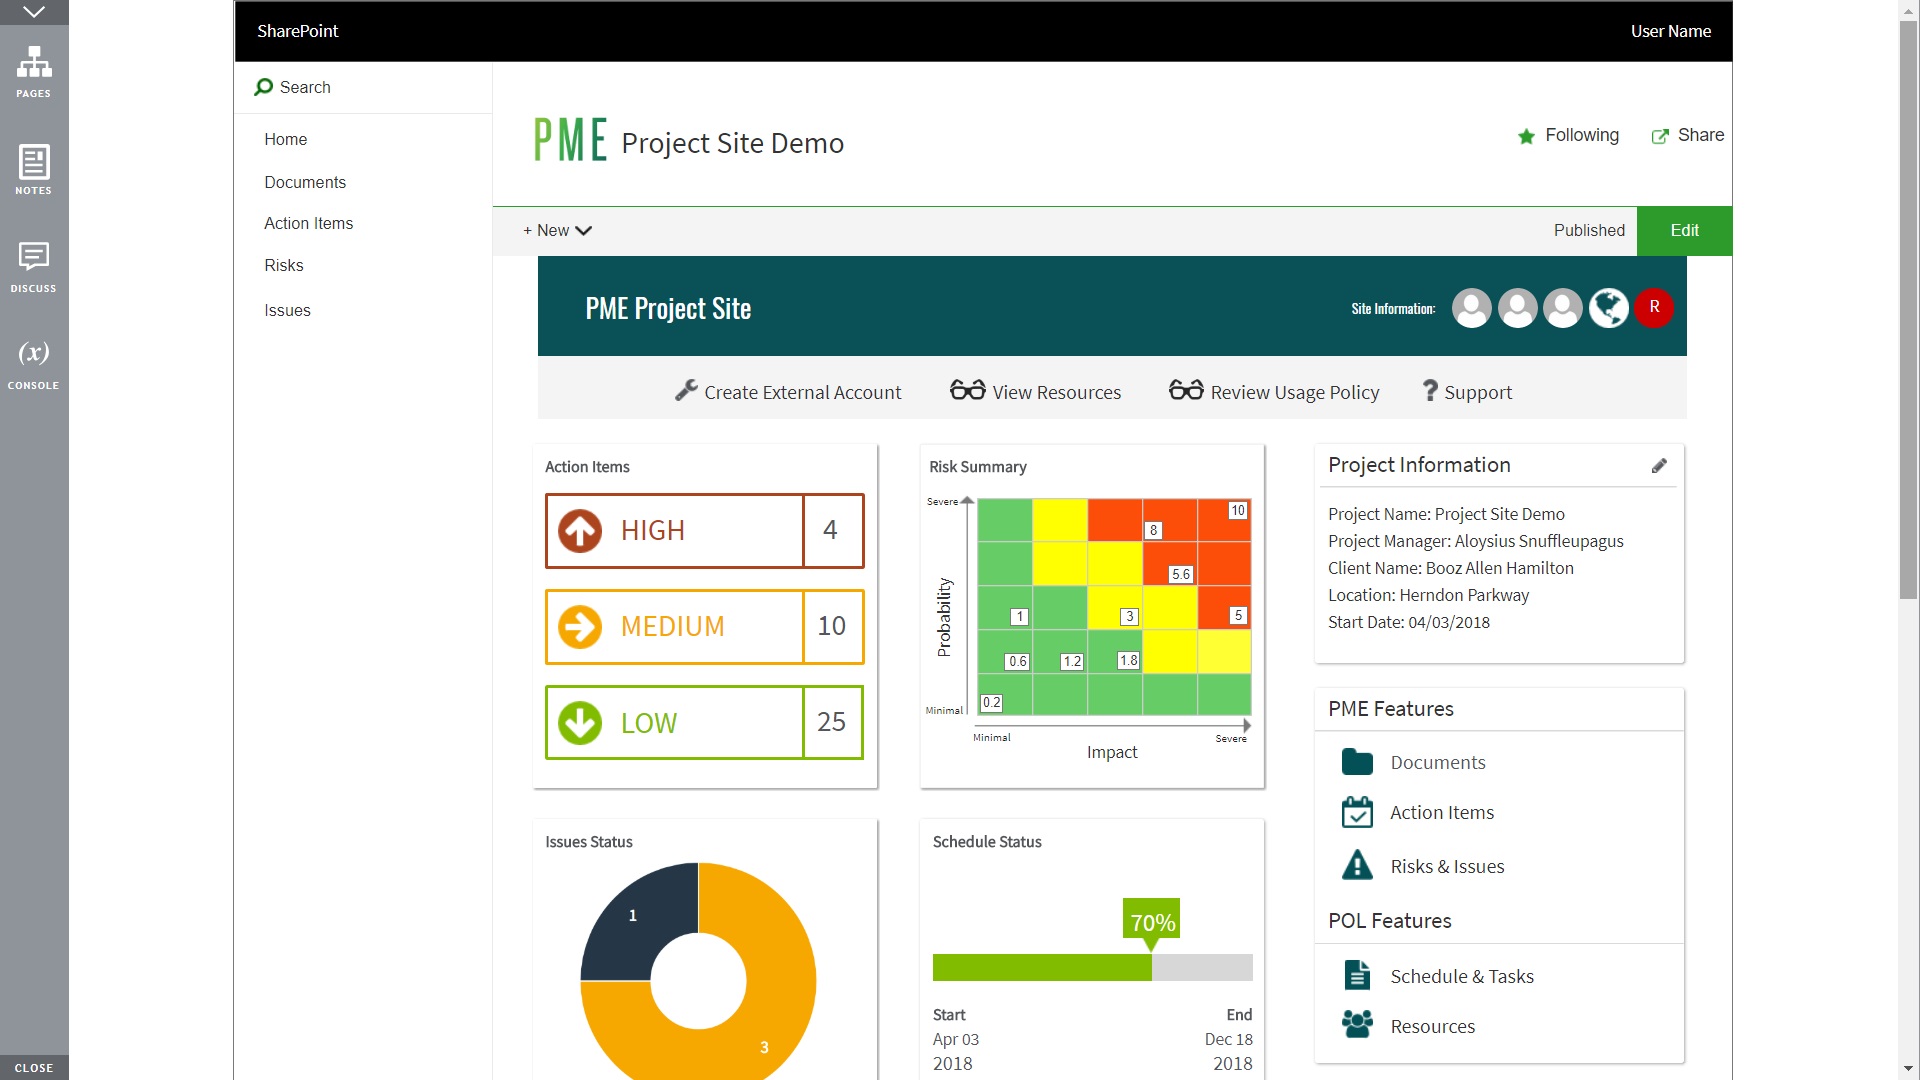 SharePoint
User Name
PAGES
NOTES
DISCUSS
(x)
CONSOLE
CLOSE
Search
Home
Documents
Action Items
Risks
Issues
PME Project Site Demo
Following
Share
+ New
Published
Edit
PME Project Site
Site Information:
R
Create External Account
View Resources
Review Usage Policy
? Support
Action Items
HIGH 4
MEDIUM 10
LOW 25
Risk Summary
Severe
10
8
5.6
1
3
5
0.6
1.2
1.8
0.2
Probability
Minimal
Minimal
Severe
Impact
Project Information
Project Name: Project Site Demo
Project Manager: Aloysius Snuffleupagus
Client Name: Booz Allen Hamilton
Location: Herndon Parkway
Start Date: 04/03/2018
PME Features
Documents
Action Items
Risks & Issues
POL Features
Schedule & Tasks
Resources
Issues Status
1
3
Schedule Status
70%
Start
End
Apr 03
Dec 18
2018
2018